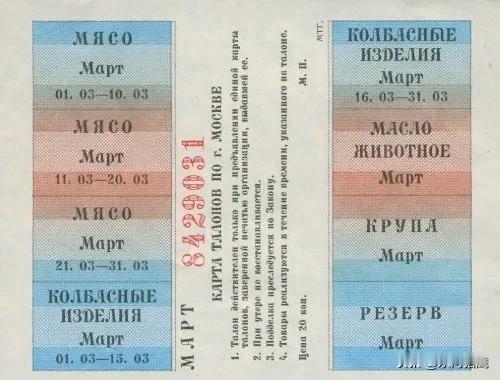 МЯСО
Март
01. 03—10. 03
МЯСО
Март
11. 03—20. 03
МЯСО
Март
21. 03—31. 03
КОЛБАСНЫЕ
ИЗДЕЛИЯ
Март
01. 03—15. 03
МАРТ
8429031
КАРТА ТАЛОНОВ ПО г. МОСКВЕ
1. Талон действителен только при предъявлении единой карты
талонов, заверенной печатью организации, выдавшей ее.
2. При утере не восстанавливается.
3. Подделка преследуется по Закону.
4. Товары реализуются в течение времени, указанного на талоне.
Цена 20 коп.
М. П.
МТГ.
КОЛБАСНЫЕ
ИЗДЕЛИЯ
Март
16. 03—31. 03
МАСЛО
ЖИВОТНОЕ
Март
КРУПА
Март
РЕЗЕРВ
Март